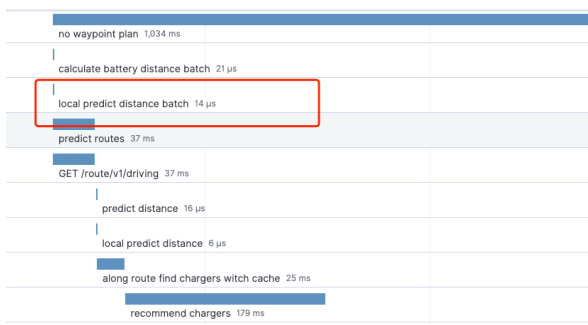 no waypoint plan 1,034 ms
calculate battery distance batch 21 μs
local predict distance batch 14 μs
predict routes 37 ms
GET /route/v1/driving 37 ms
predict distance 16 μs
local predict distance 6 μs
along route find chargers witch cache 25 ms
recommend chargers 179 ms